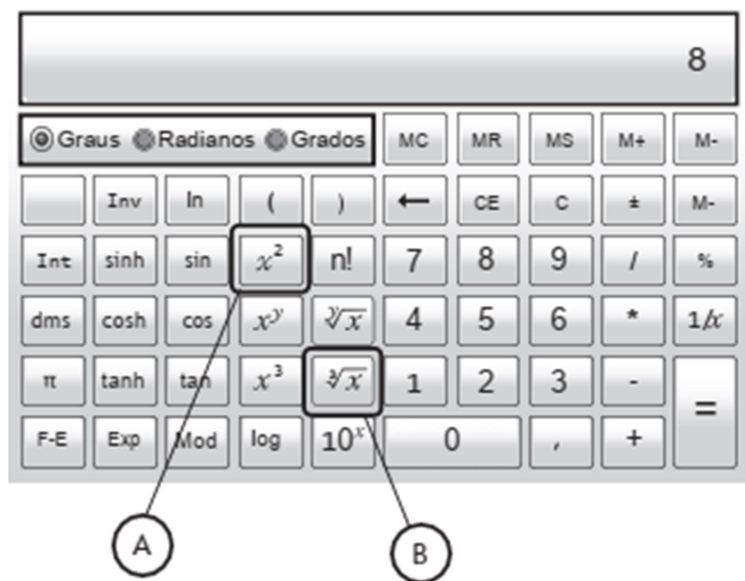 8
Graus Radianos Grados MC MR MS M+ M-
Inv ln ( ) ← CE C ± M-
Int sinh sin x² n! 7 8 9 / %
dms cosh cos xʸ ʸ√x 4 5 6 * 1/x
π tanh tan x³ ³√x 1 2 3 - =
F-E Exp Mod log 10ˣ 0 , +
A B